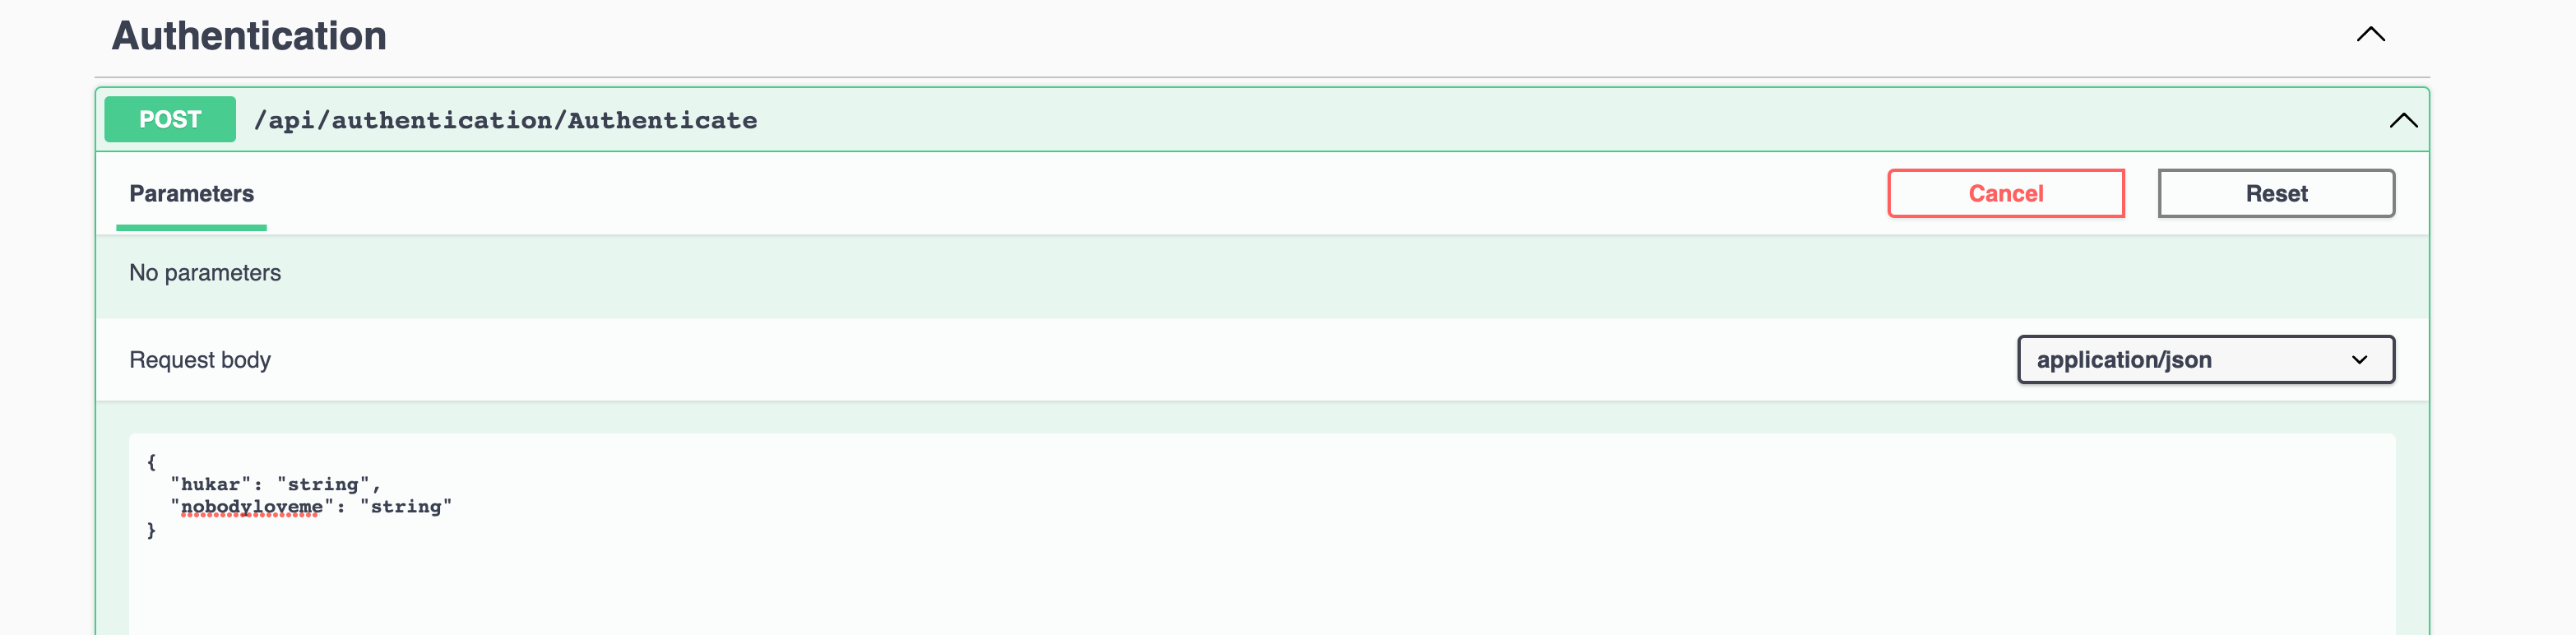 Authentication
POST /api/authentication/Authenticate
Parameters Cancel Reset
No parameters
Request body application/json
{
"hukar": "string",
"nobodyloveme": "string"
}